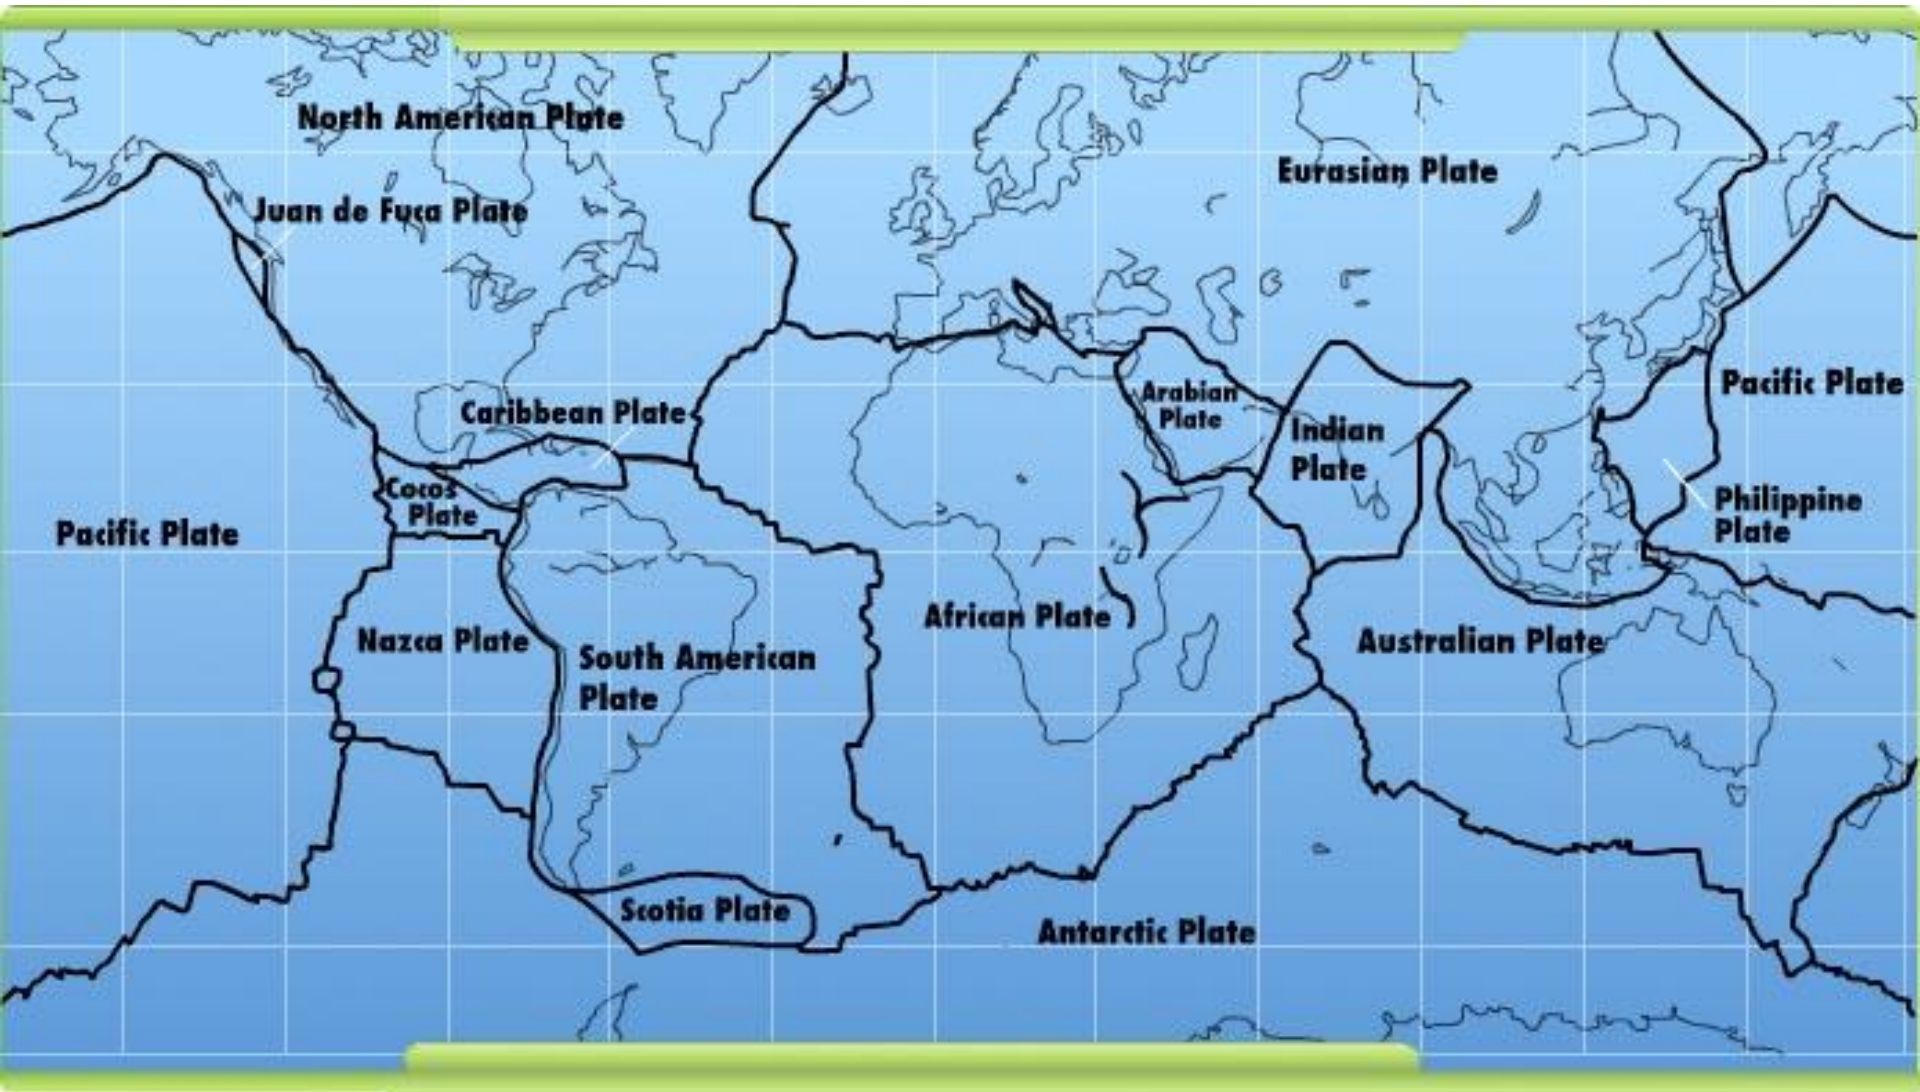 North American Plate
Eurasian Plate
Juan de Fuca Plate
Pacific Plate
Arabian
Plate
Caribbean Plate
Indian
Plate
Cocos
Plate
Philippine
Plate
Pacific Plate
African Plate
Nazca Plate
Australian Plate
South American
Plate
Scotia Plate
Antarctic Plate